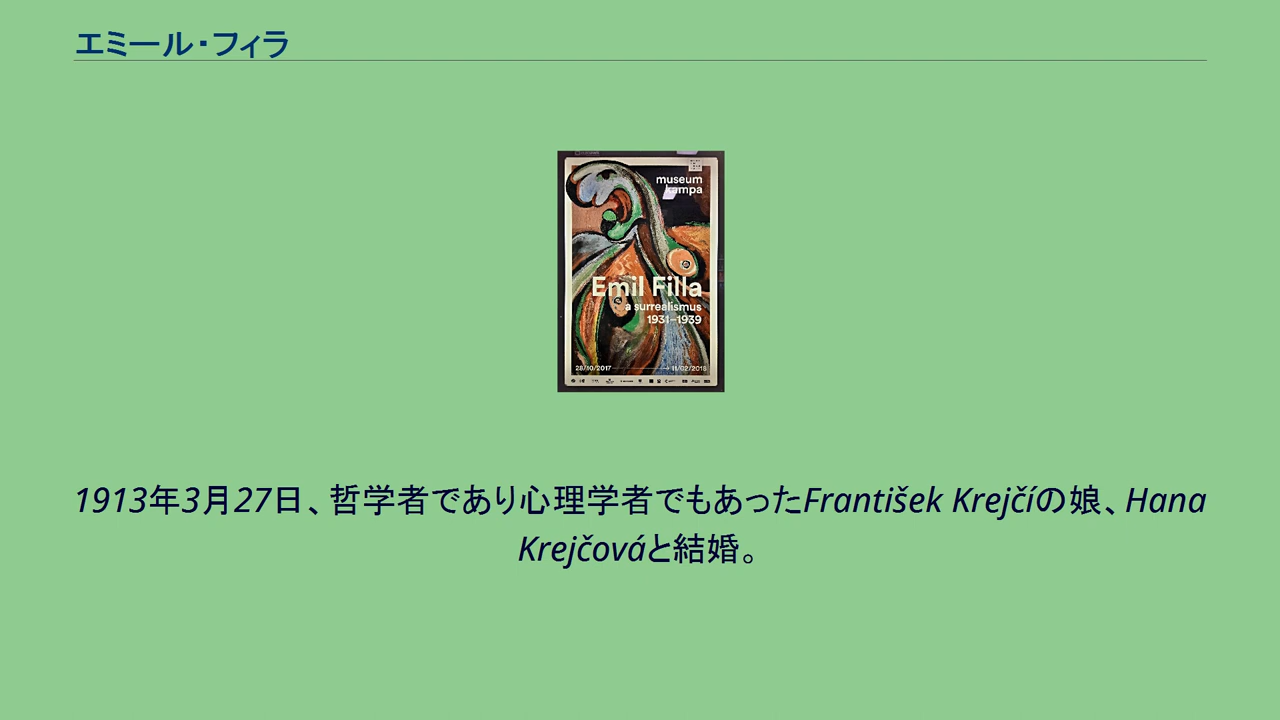 エミール・フィラ
museum
kampa
Emil Filla
a surrealismus
1931–1939
28/10/2017 → 11/02/2018
1913年3月27日、哲学者であり心理学者でもあったFrantišek Krejčíの娘、Hana
Krejčováと結婚。